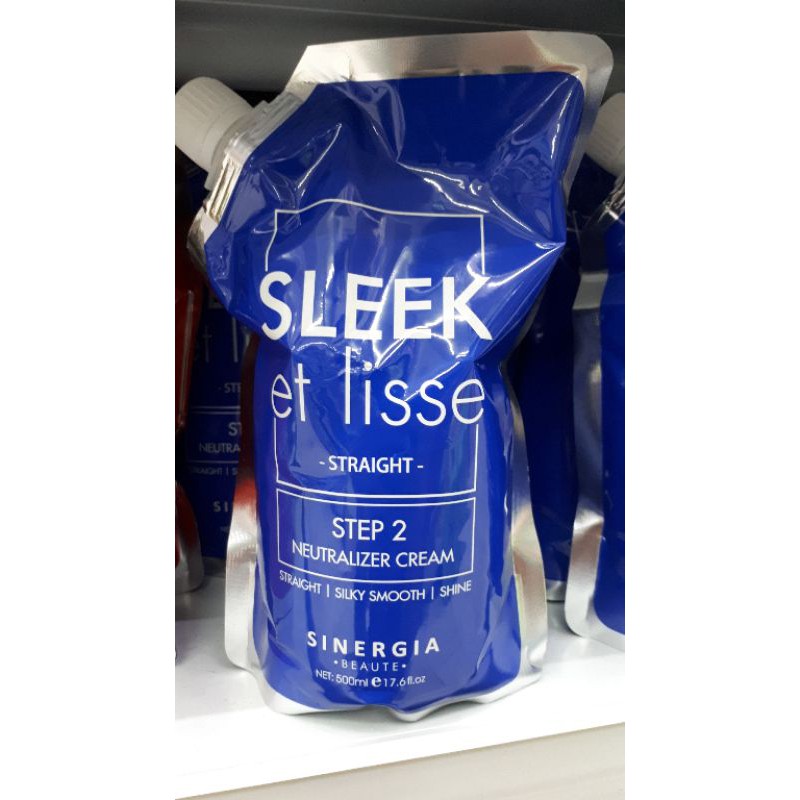 SLEEK
et lisse
- STRAIGHT -
STEP 2
NEUTRALIZER CREAM
STRAIGHT | SILKY SMOOTH | SHINE
SINERGIA
• BEAUTE •
NET: 500ml e 17.6 fl.oz